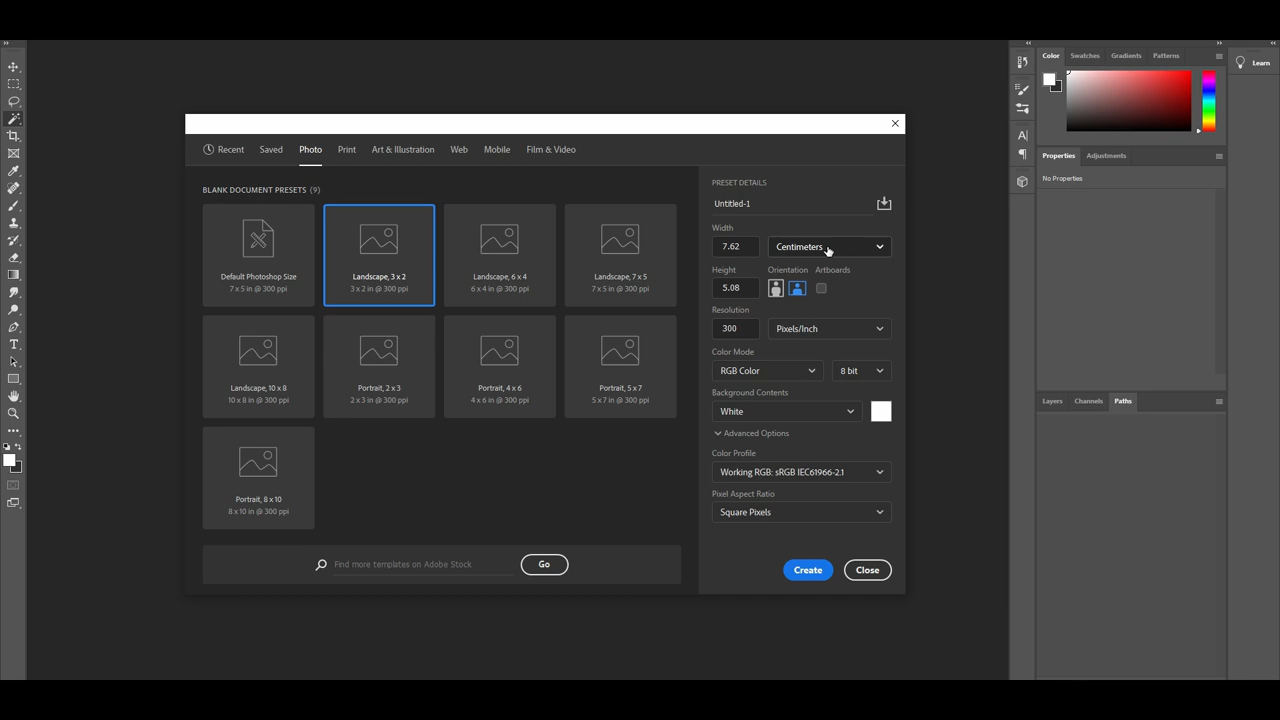 Color Swatches Gradients Patterns
Learn
Recent Saved Photo Print Art & Illustration Web Mobile Film & Video
BLANK DOCUMENT PRESETS (9)
Default Photoshop Size
7 x 5 in @ 300 ppi
Landscape, 3 x 2
3 x 2 in @ 300 ppi
Landscape, 6 x 4
6 x 4 in @ 300 ppi
Landscape, 7 x 5
7 x 5 in @ 300 ppi
Landscape, 10 x 8
10 x 8 in @ 300 ppi
Portrait, 2 x 3
2 x 3 in @ 300 ppi
Portrait, 4 x 6
4 x 6 in @ 300 ppi
Portrait, 5 x 7
5 x 7 in @ 300 ppi
Portrait, 8 x 10
8 x 10 in @ 300 ppi
Find more templates on Adobe Stock Go
PRESET DETAILS
Untitled-1
Width
7.62 Centimeters
Height Orientation Artboards
5.08
Resolution
300 Pixels/Inch
Color Mode
RGB Color 8 bit
Background Contents
White
Advanced Options
Color Profile
Working RGB: sRGB IEC61966-2.1
Pixel Aspect Ratio
Square Pixels
Create Close
Properties Adjustments
No Properties
Layers Channels Paths